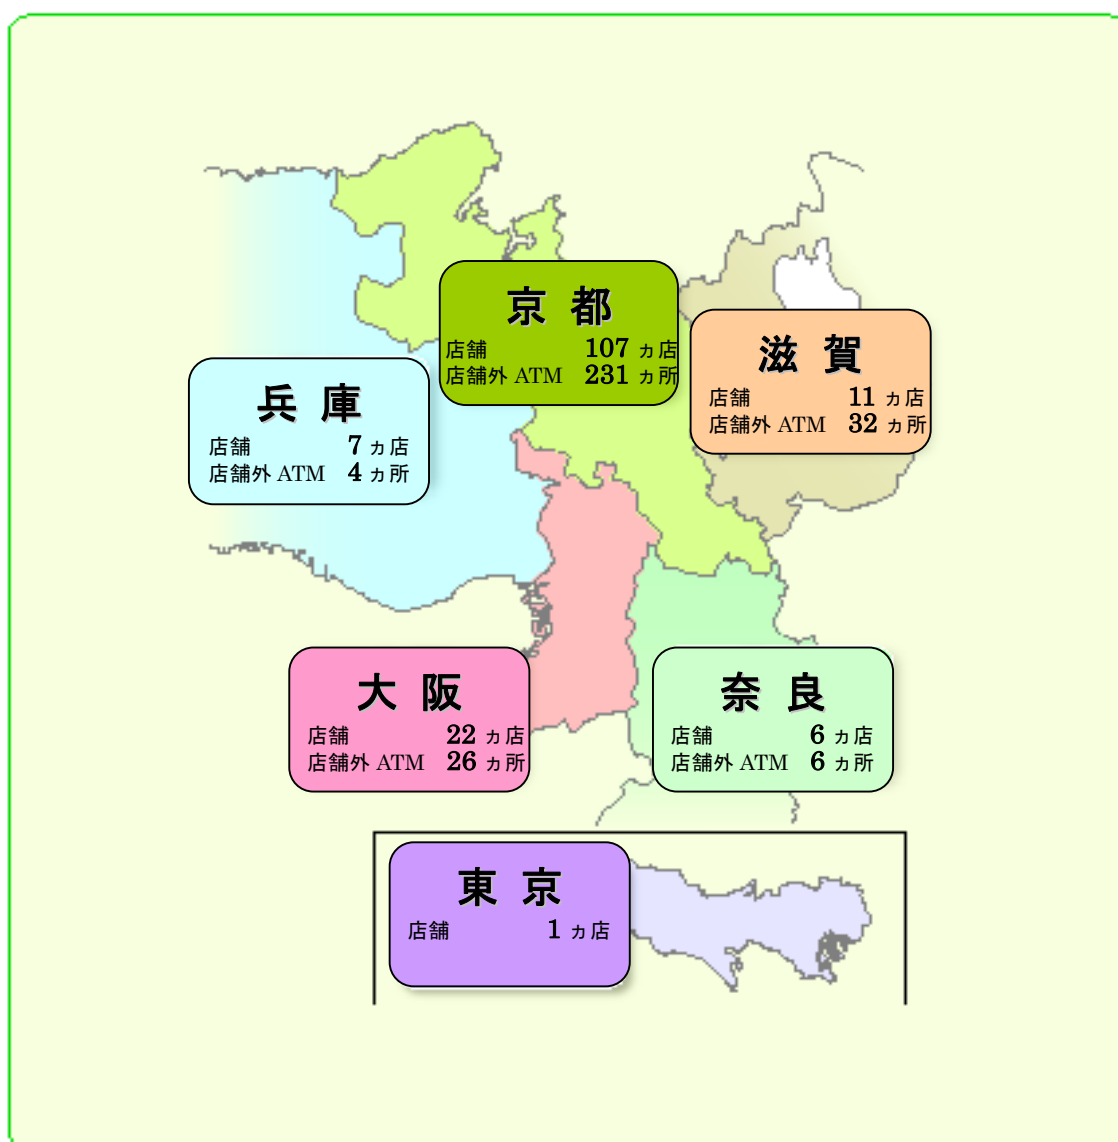 京都
店舗 107 ヵ店
店舗外 ATM 231 ヵ所
滋賀
店舗 11 ヵ店
店舗外 ATM 32 ヵ所
兵庫
店舗 7 ヵ店
店舗外 ATM 4 ヵ所
大阪
店舗 22 ヵ店
店舗外 ATM 26 ヵ所
奈良
店舗 6 ヵ店
店舗外 ATM 6 ヵ所
東京
店舗 1 ヵ店